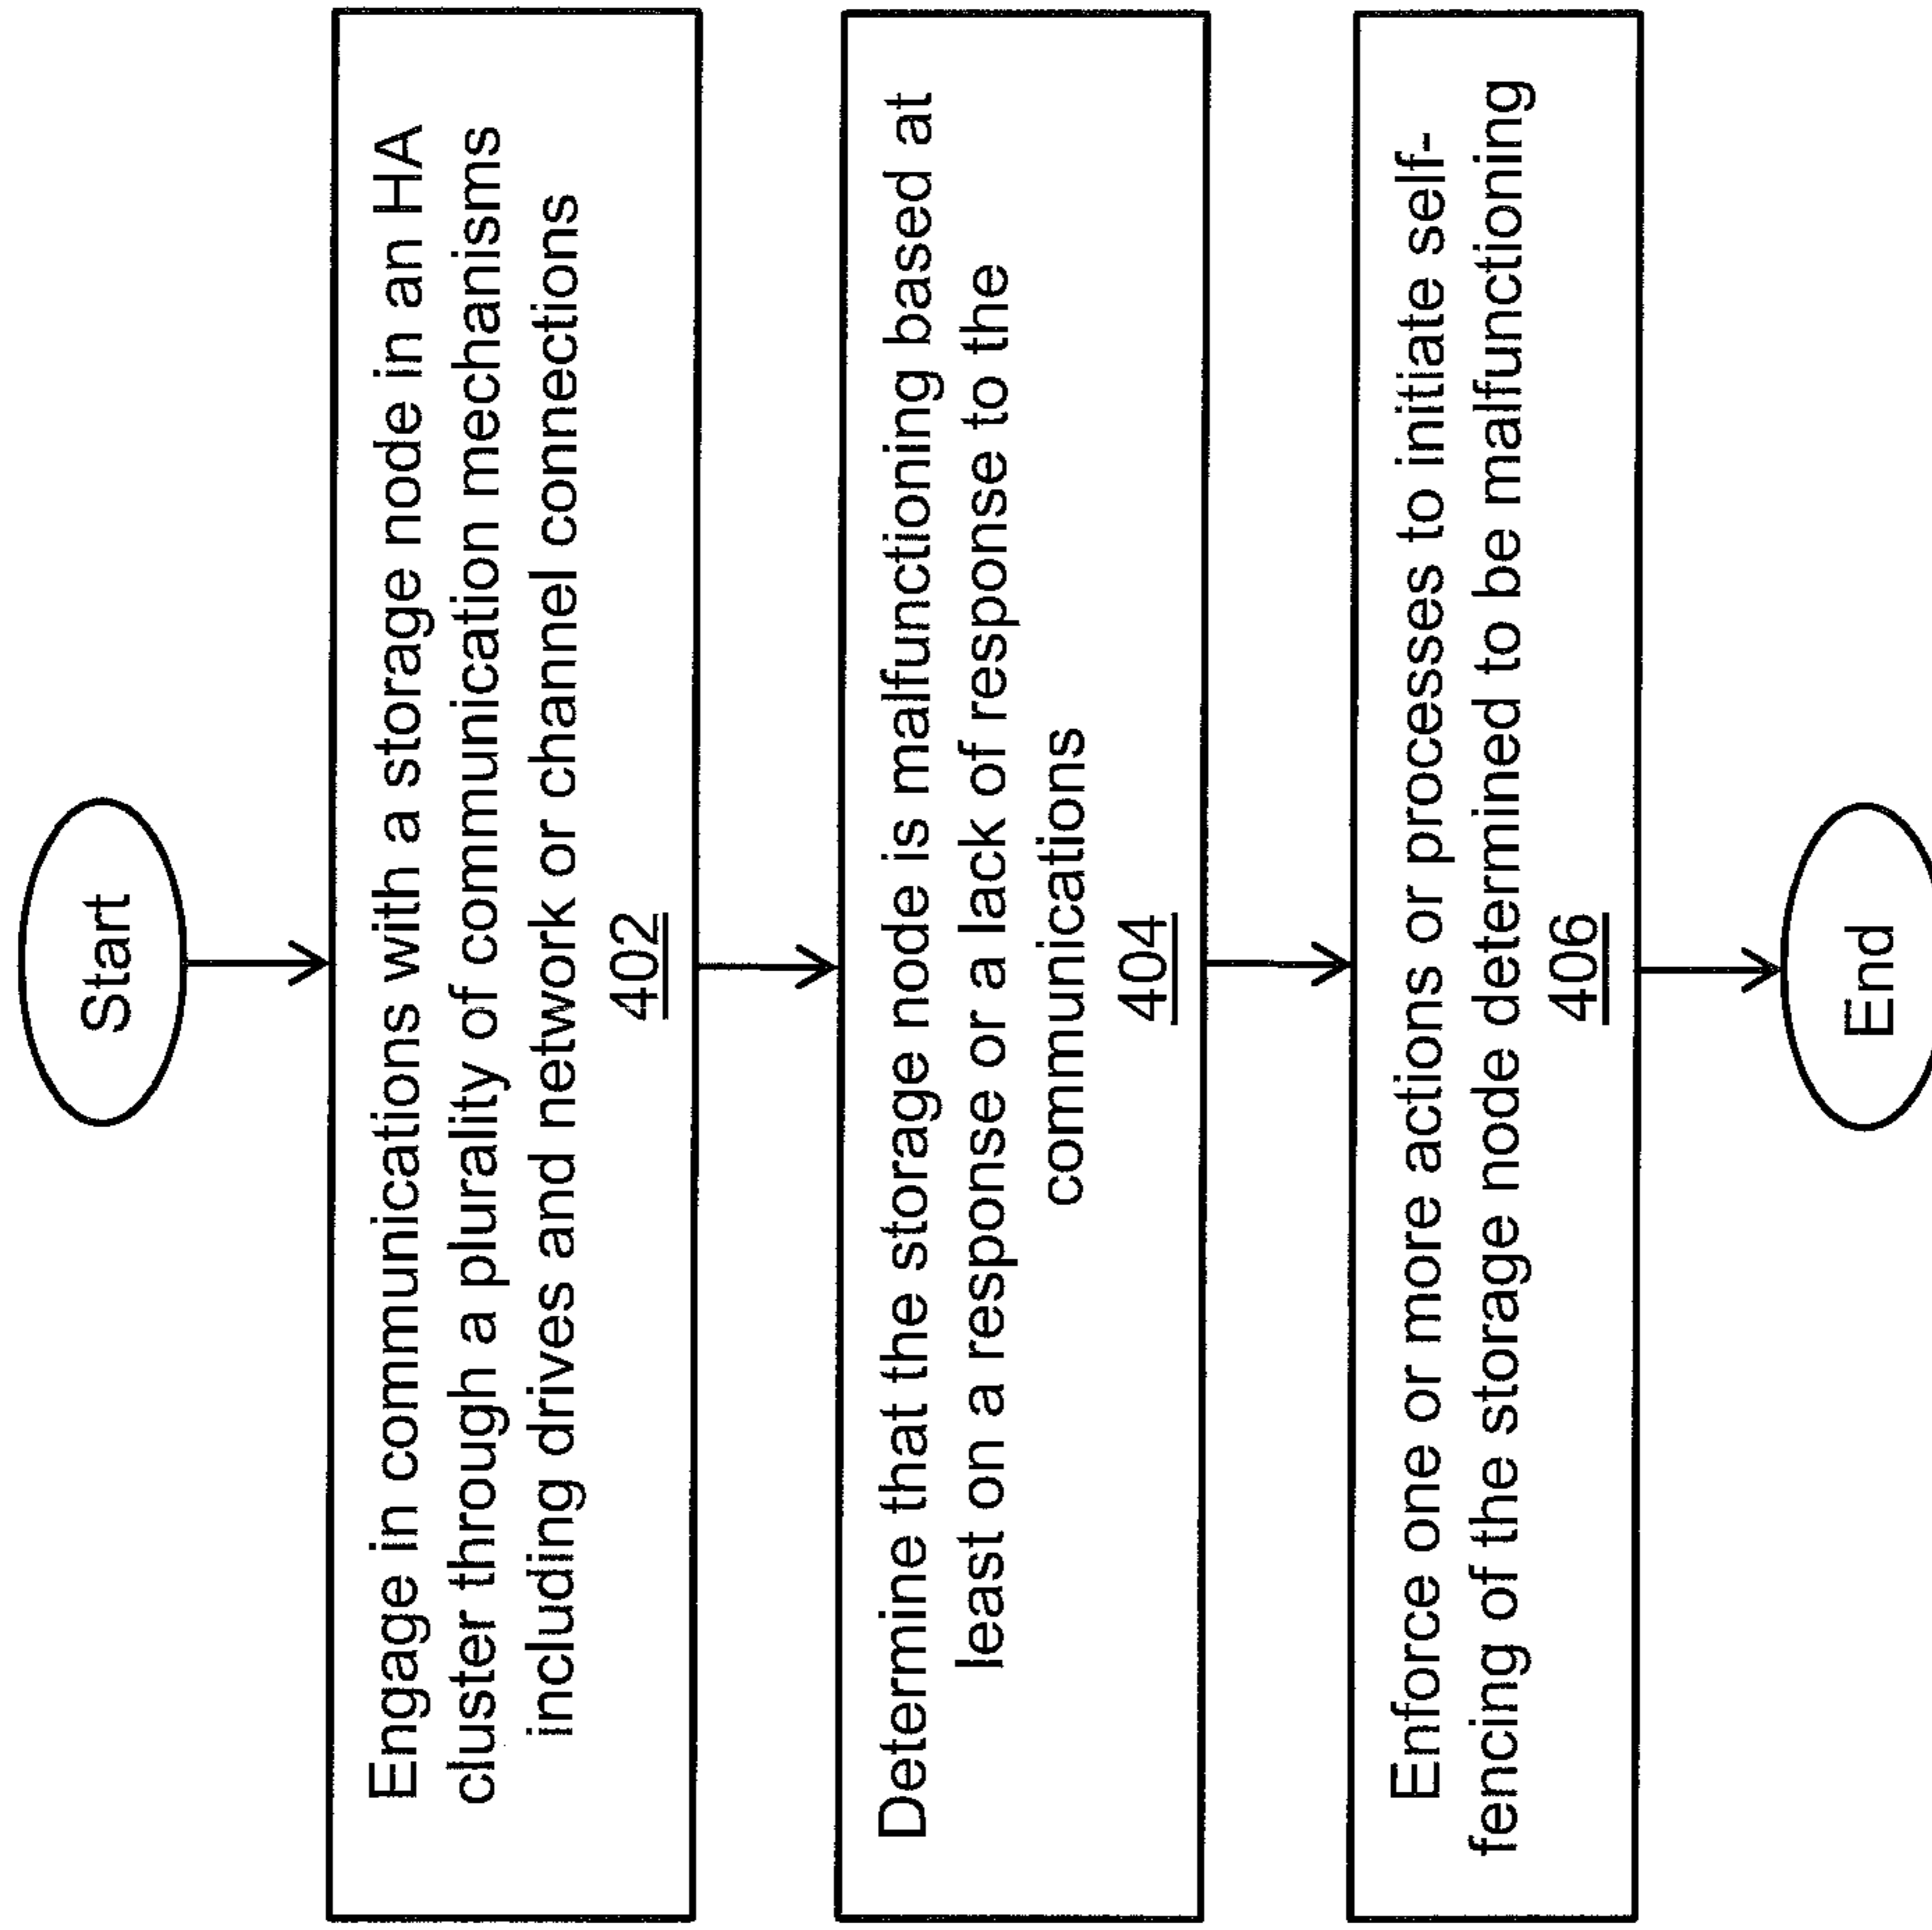 Start
Engage in communications with a storage node in an HA
cluster through a plurality of communication mechanisms
including drives and network or channel connections
402
Determine that the storage node is malfunctioning based at
least on a response or a lack of response to the
communications
404
Enforce one or more actions or processes to initiate self-
fencing of the storage node determined to be malfunctioning
406
End